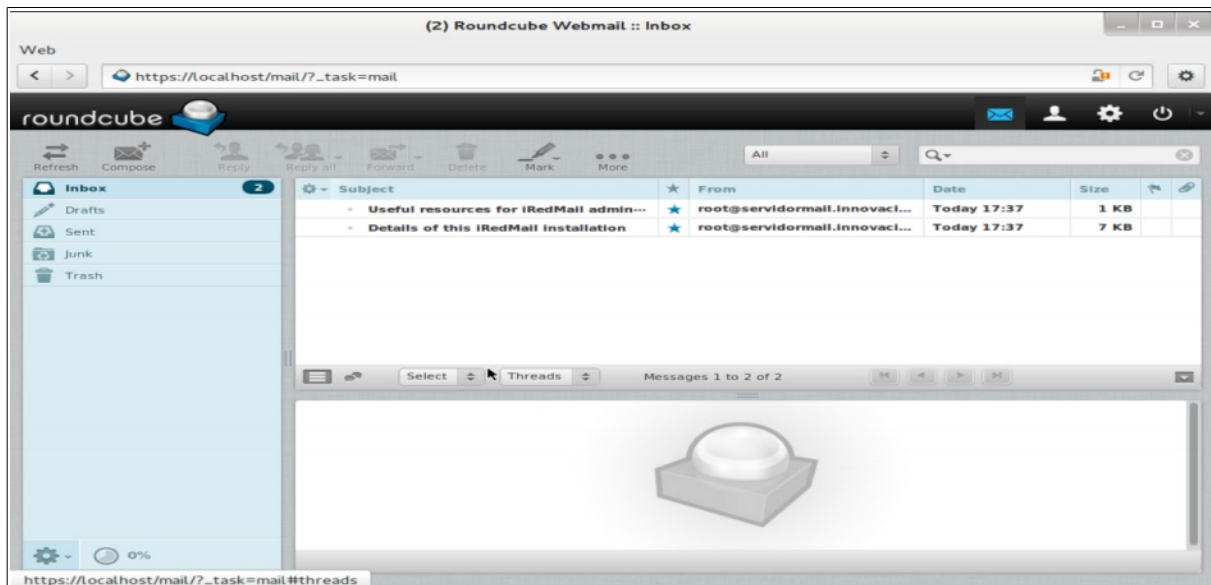 (2) Roundcube Webmail :: Inbox
Web
https://localhost/mail/?_task=mail
roundcube
Refresh Compose Reply Reply all Forward Delete Mark More All
Inbox 2 Subject From Date Size
Drafts Useful resources for iRedMail admin··· root@servidormail.innovaci... Today 17:37 1 KB
Sent Details of this iRedMail installation root@servidormail.innovaci... Today 17:37 7 KB
Junk
Trash
Select Threads Messages 1 to 2 of 2
0%
https://localhost/mail/?_task=mail#threads